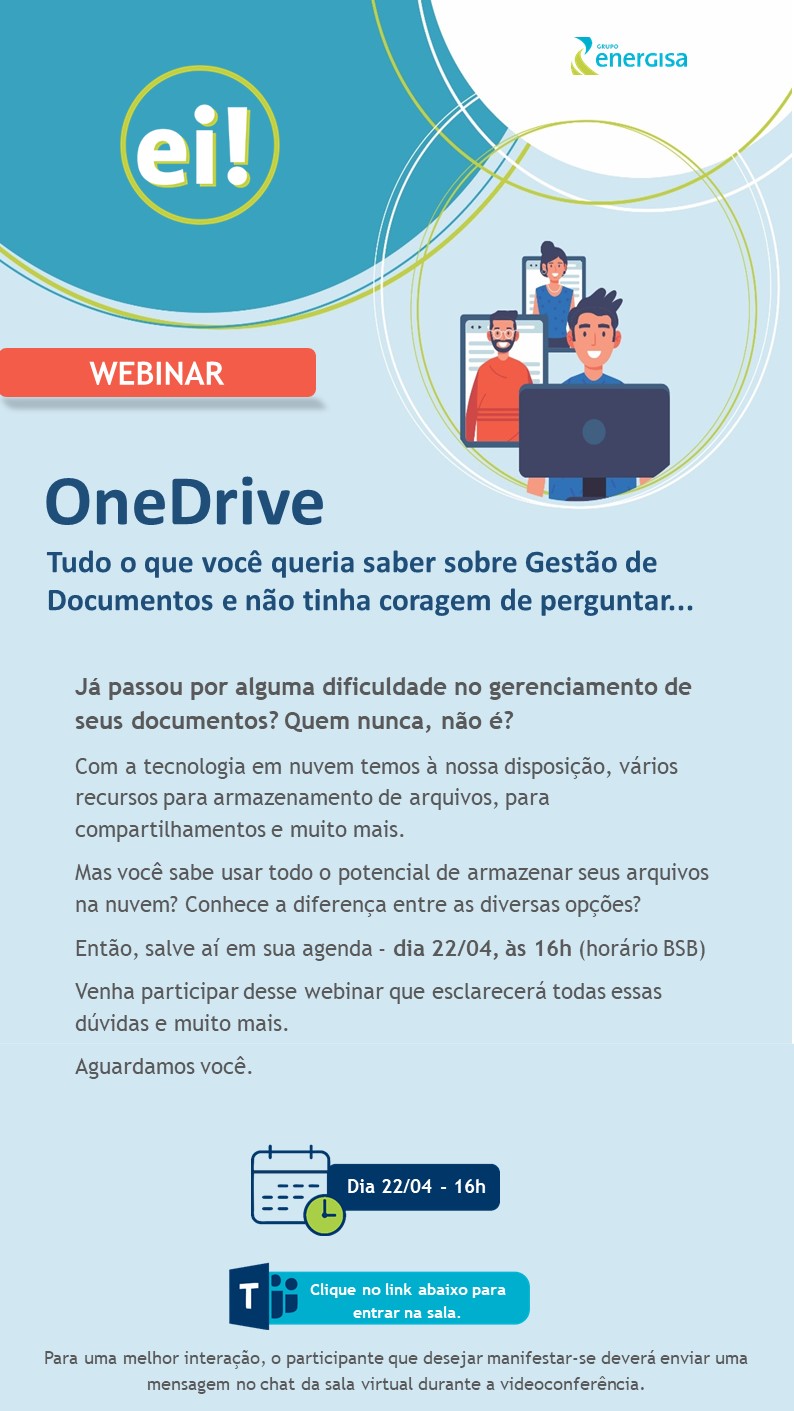 ei!
GRUPO
energisa
WEBINAR
OneDrive
Tudo o que você queria saber sobre Gestão de
Documentos e não tinha coragem de perguntar...
Já passou por alguma dificuldade no gerenciamento de
seus documentos? Quem nunca, não é?
Com a tecnologia em nuvem temos à nossa disposição, vários
recursos para armazenamento de arquivos, para
compartilhamentos e muito mais.
Mas você sabe usar todo o potencial de armazenar seus arquivos
na nuvem? Conhece a diferença entre as diversas opções?
Então, salve aí em sua agenda - dia 22/04, às 16h (horário BSB)
Venha participar desse webinar que esclarecerá todas essas
dúvidas e muito mais.
Aguardamos você.
Dia 22/04 - 16h
T
Clique no link abaixo para
entrar na sala.
Para uma melhor interação, o participante que desejar manifestar-se deverá enviar uma
mensagem no chat da sala virtual durante a videoconferência.